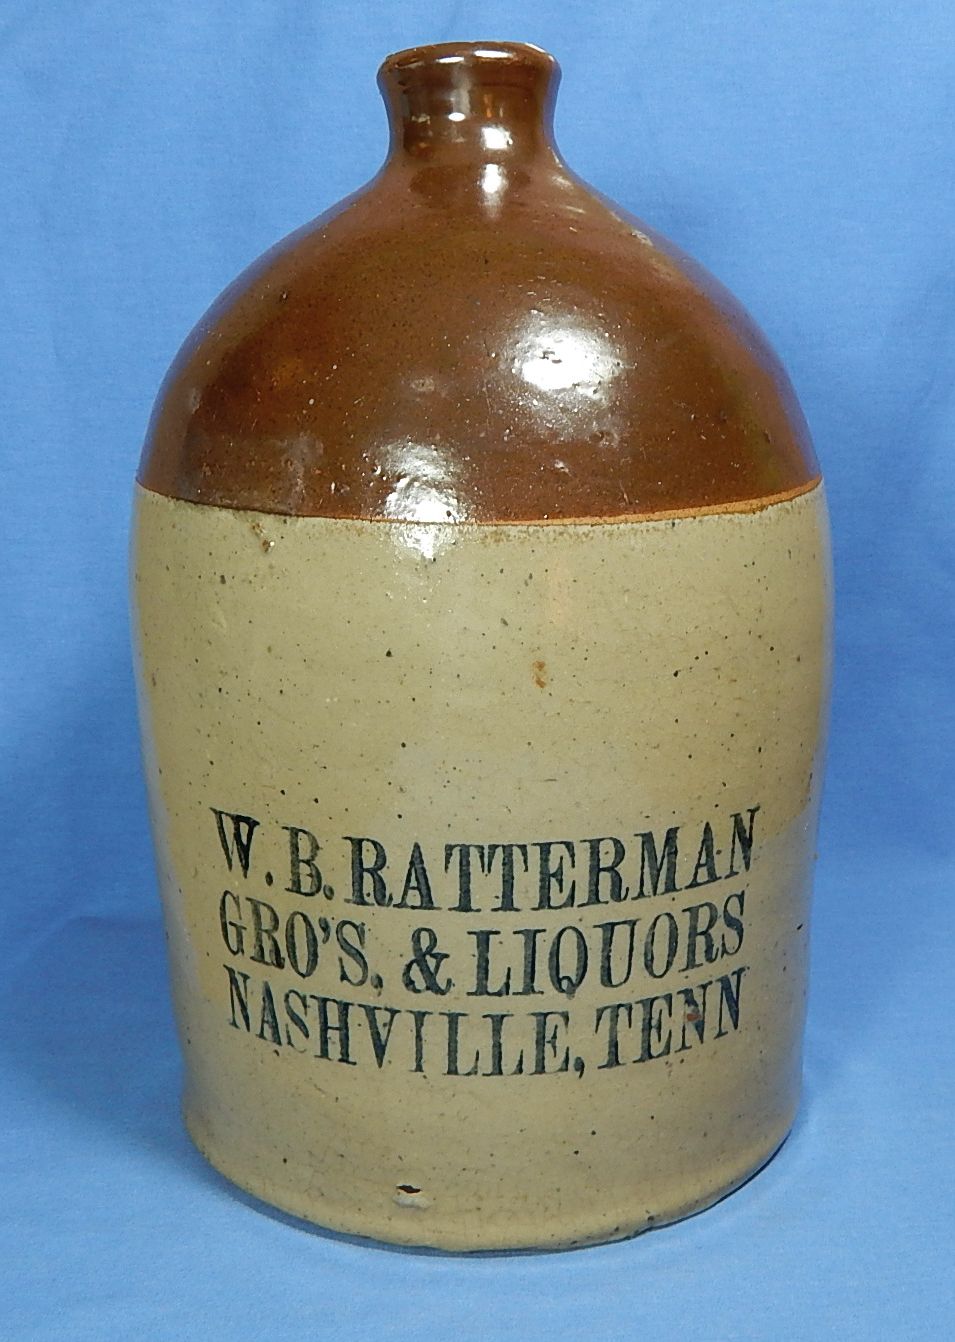 W.B.RATTERMAN
GRO'S. & LIQUORS
NASHVILLE, TENN